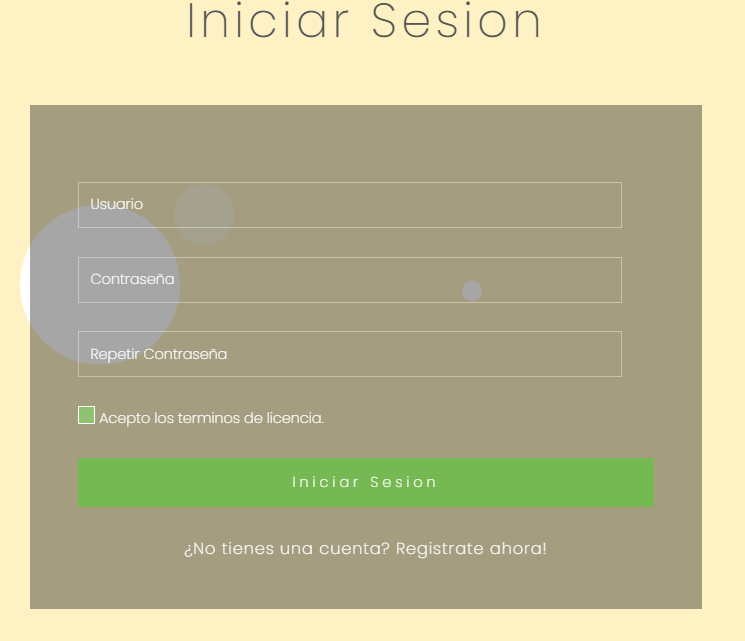 Iniciar Sesion
Usuario
Contraseña
Repetir Contraseña
Acepto los terminos de licencia.
Iniciar Sesion
¿No tienes una cuenta? Registrate ahora!